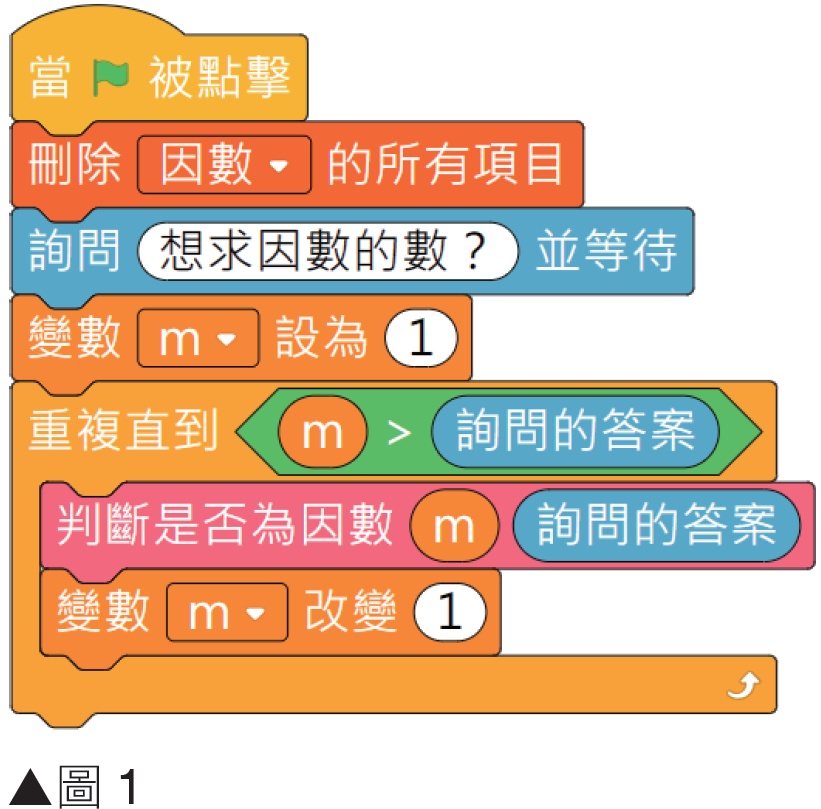 當 被點擊
刪除 因數 的所有項目
詢問 想求因數的數？ 並等待
變數 m 設為 1
重複直到 m > 詢問的答案
判斷是否為因數 m 詢問的答案
變數 m 改變 1
▲圖 1